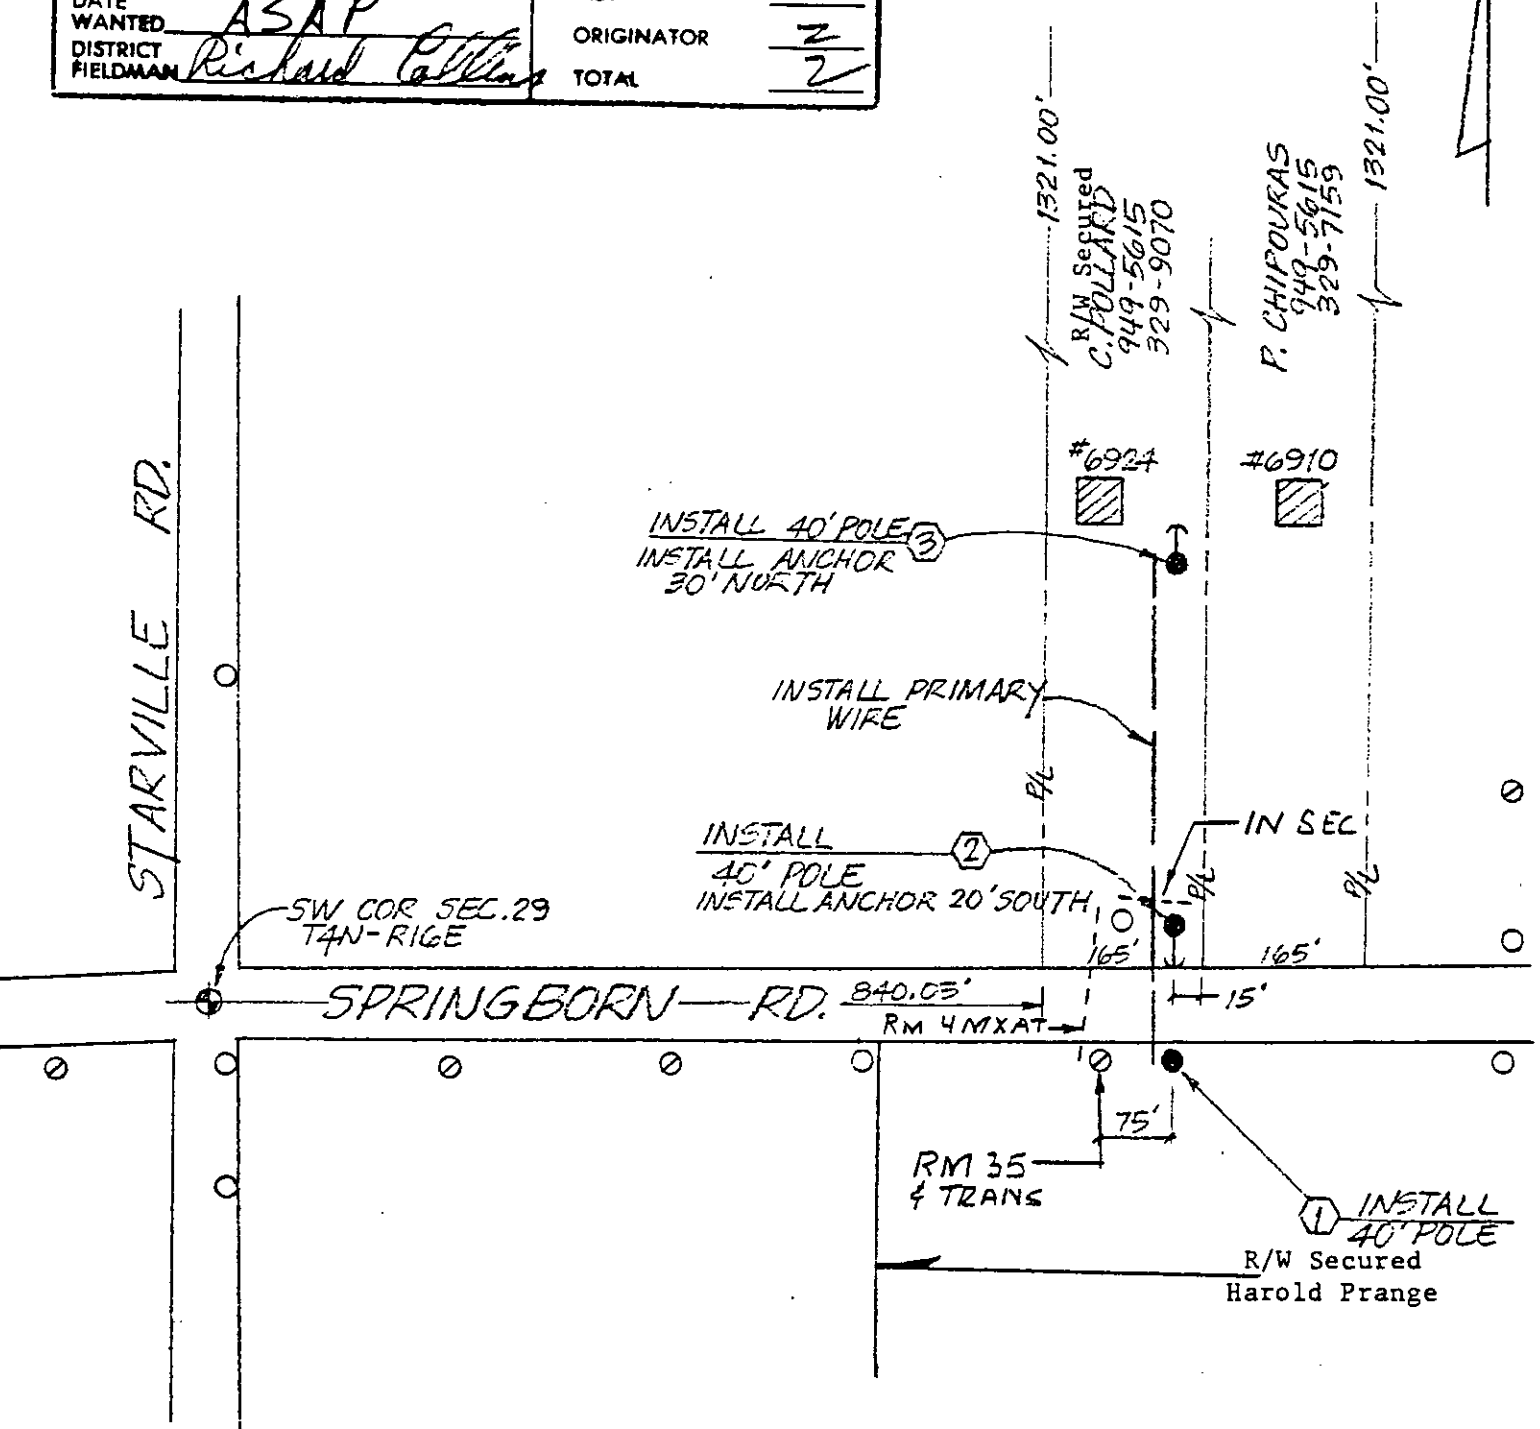 DATE
WANTED ASAP
DISTRICT
FIELDMAN Richard Collins
ORIGINATOR 2
TOTAL 2
1321.00'
R/W Secured
C. POLLARD
949-5615
329-9070
P. CHIPOURAS
949-5615
329-7159
1321.00'
#6924
#6910
STARVILLE RD.
INSTALL 40' POLE
3
INSTALL ANCHOR
30' NORTH
INSTALL PRIMARY
WIRE
P/L
INSTALL
2
40' POLE
INSTALL ANCHOR 20' SOUTH
IN SEC
P/L
P/L
SW COR SEC. 29
T4N-R16E
165'
165'
SPRINGBORN RD.
840.03'
15'
RM 4MXAT
75'
RM 35
& TRANS
1
INSTALL
40' POLE
R/W Secured
Harold Prange